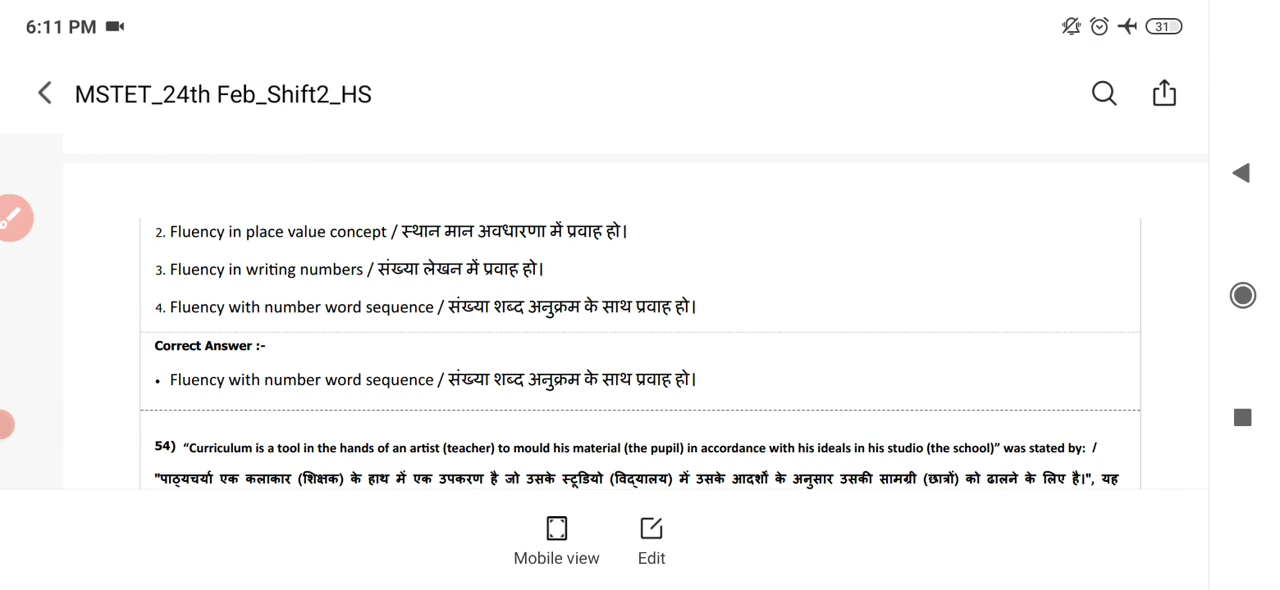 6:11 PM
31
MSTET_24th Feb_Shift2_HS
2. Fluency in place value concept / स्थान मान अवधारणा में प्रवाह हो।
3. Fluency in writing numbers / संख्या लेखन में प्रवाह हो।
4. Fluency with number word sequence / संख्या शब्द अनुक्रम के साथ प्रवाह हो।
Correct Answer :-
• Fluency with number word sequence / संख्या शब्द अनुक्रम के साथ प्रवाह हो।
54) “Curriculum is a tool in the hands of an artist (teacher) to mould his material (the pupil) in accordance with his ideals in his studio (the school)” was stated by: /
"पाठ्यचर्या एक कलाकार (शिक्षक) के हाथ में एक उपकरण है जो उसके स्टूडियो (विद्यालय) में उसके आदर्शों के अनुसार उसकी सामग्री (छात्रों) को ढालने के लिए है।", यह
Mobile view
Edit